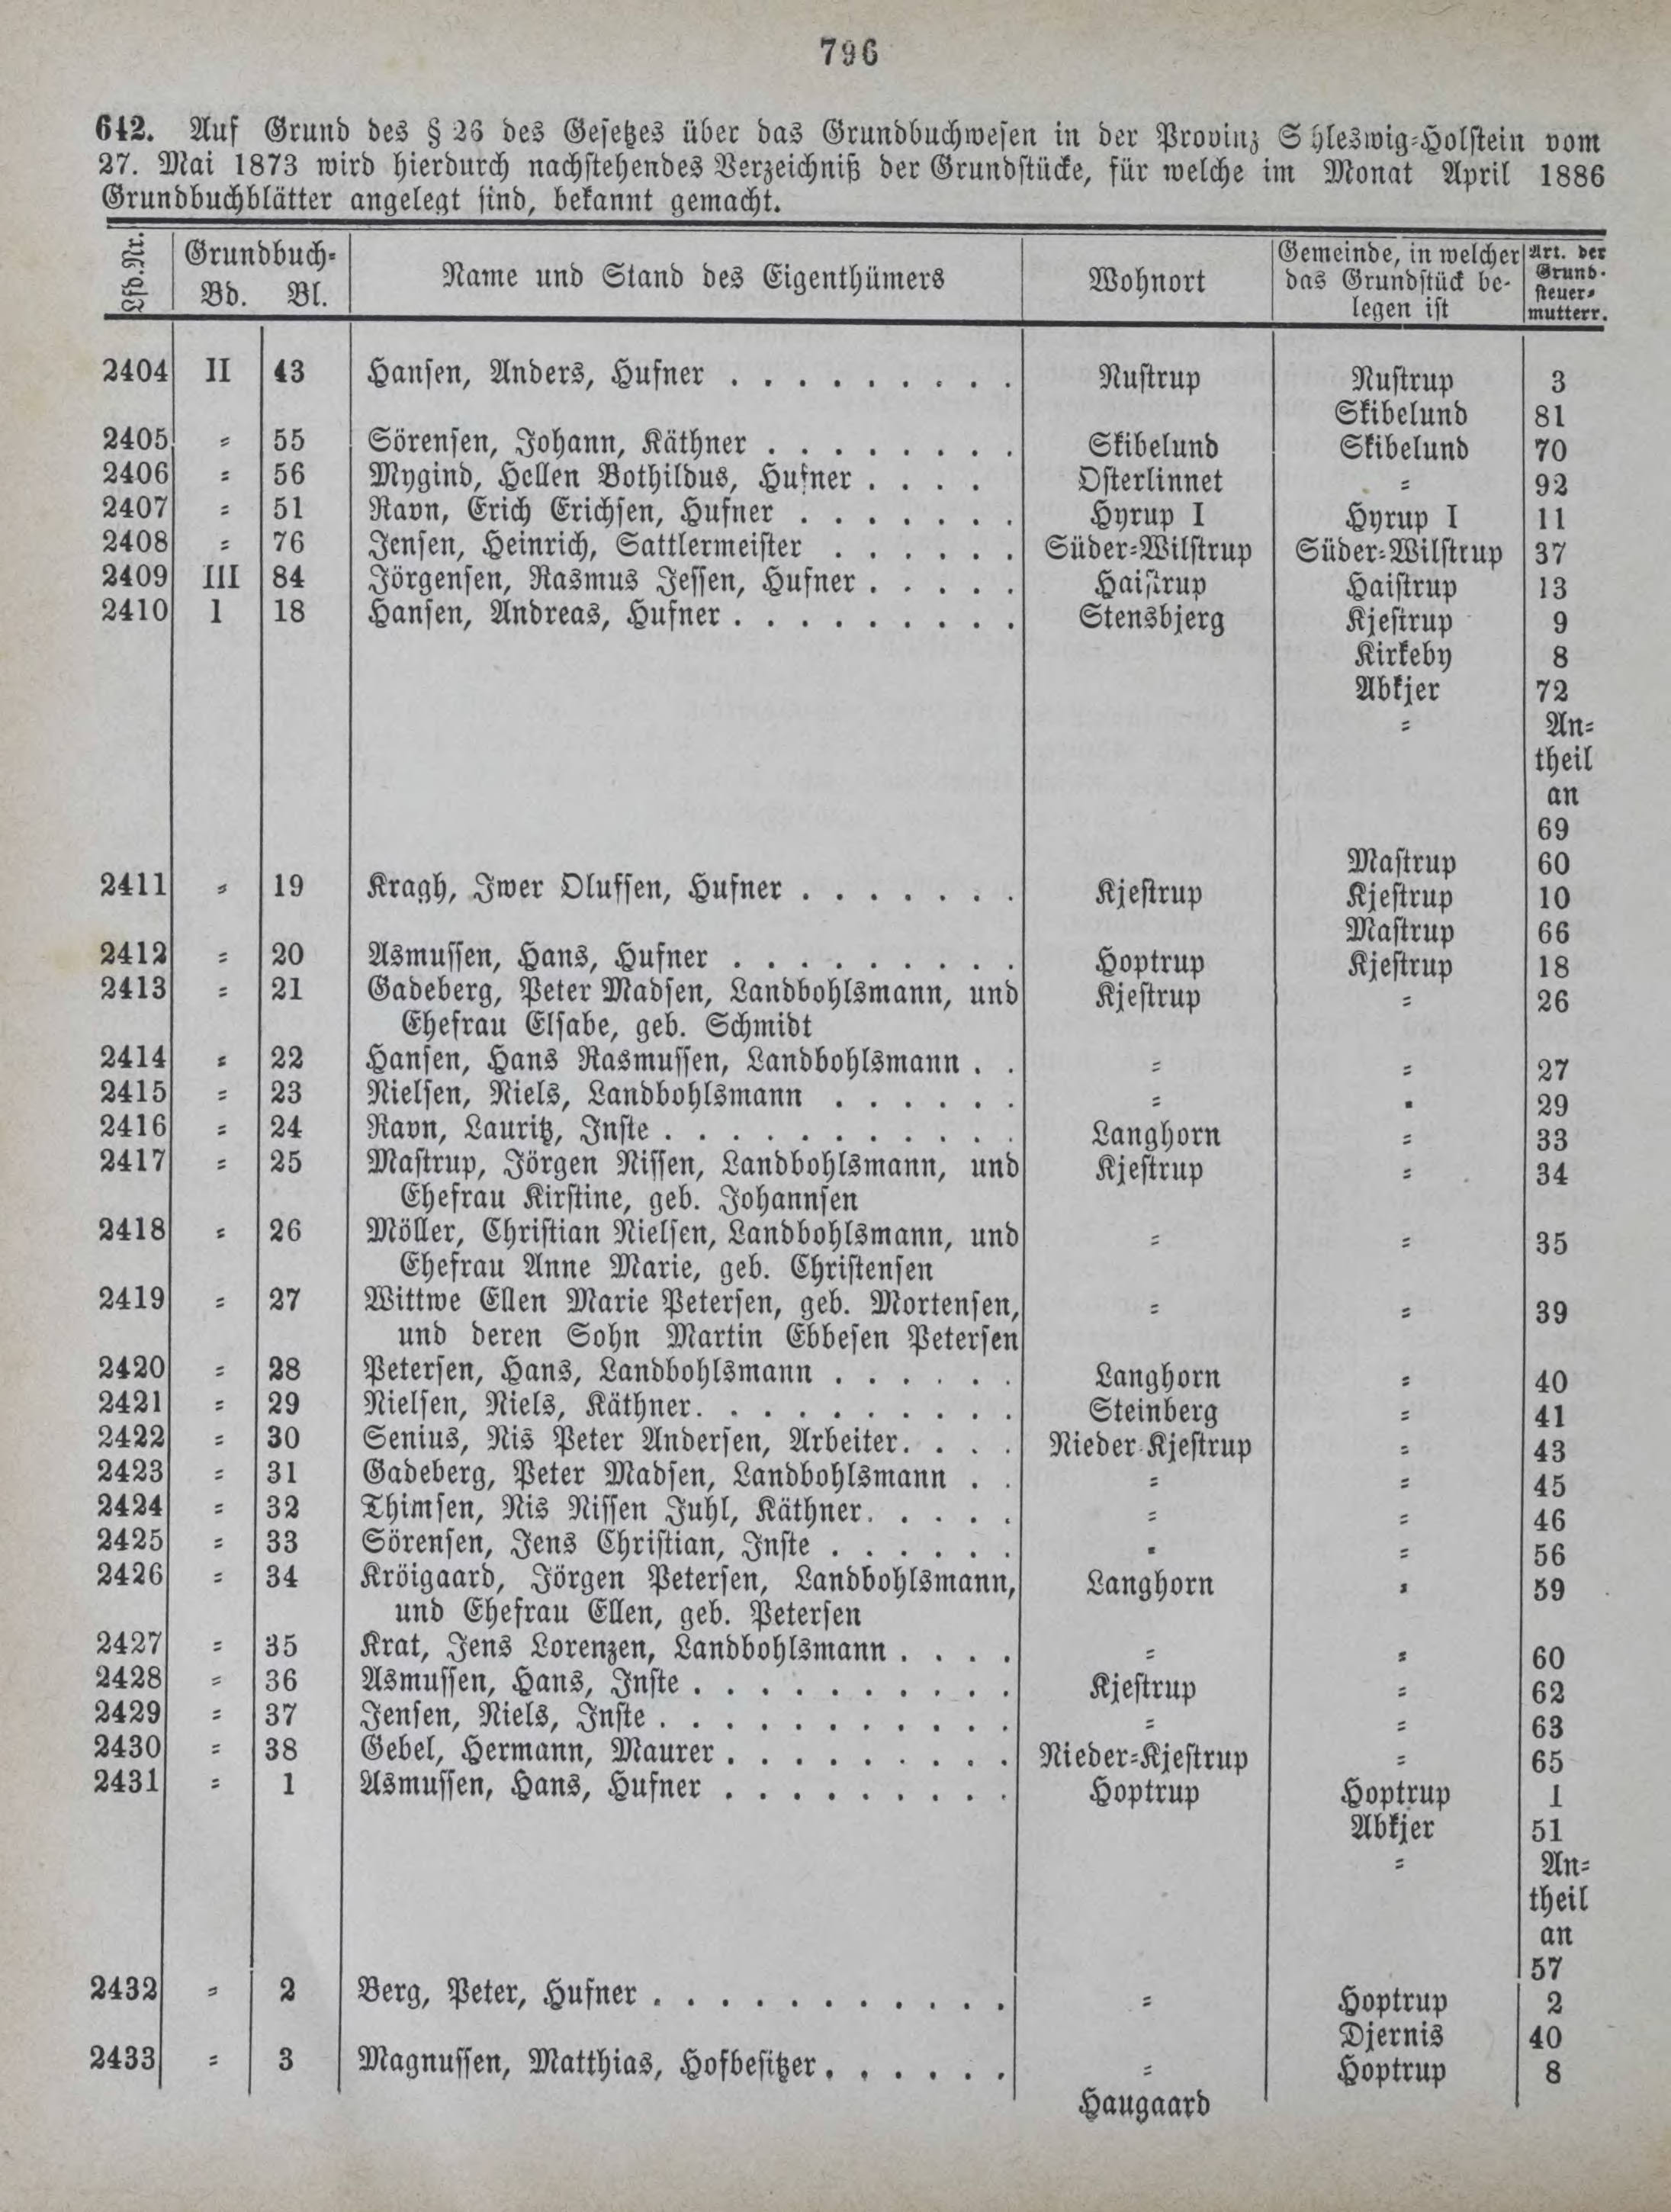 796
642. Auf Grund des § 26 des Gesetzes über das Grundbuchwesen in der Provinz S hleswig-Holstein vom
27. Mai 1873 wird hierdurch nachstehendes Verzeichniß der Grundstücke, für welche im Monat April 1886
Grundbuchblätter angelegt sind, bekannt gemacht.
Lfd. Nr. | Grundbuch- Bd. Bl. | Name und Stand des Eigenthümers | Wohnort | Gemeinde, in welcher das Grundstück be- legen ist | Art. der Grund- steuer- mutterr.
2404 II 43 Hansen, Anders, Hufner . . . . . . . . . Nustrup Nustrup 3
Skibelund 81
2405 = 55 Sörensen, Johann, Käthner . . . . . . . . Skibelund Skibelund 70
2406 = 56 Mygind, Hellen Bothildus, Hufner . . . . Osterlinnet = 92
2407 = 51 Ravn, Erich Erichsen, Hufner . . . . . . . Hyrup I Hyrup I 11
2408 = 76 Jensen, Heinrich, Sattlermeister . . . . . . Süder-Wilstrup Süder-Wilstrup 37
2409 III 84 Jörgensen, Rasmus Jessen, Hufner . . . . . Haistrup Haistrup 13
2410 I 18 Hansen, Andreas, Hufner . . . . . . . . . Stensbjerg Kjestrup 9
Kirkeby 8
Abkjer 72
= An-
theil
an
69
Mastrup 60
2411 = 19 Kragh, Iwer Olufsen, Hufner . . . . . . . Kjestrup Kjestrup 10
Mastrup 66
2412 = 20 Asmussen, Hans, Hufner . . . . . . . . . Hoptrup Kjestrup 18
2413 = 21 Gadeberg, Peter Madsen, Landbohlsmann, und Kjestrup = 26
Ehefrau Elsabe, geb. Schmidt
2414 = 22 Hansen, Hans Rasmussen, Landbohlsmann . . = = 27
2415 = 23 Nielsen, Niels, Landbohlsmann . . . . . . = = 29
2416 = 24 Ravn, Lauritz, Inste . . . . . . . . . . . Langhorn = 33
2417 = 25 Mastrup, Jörgen Nissen, Landbohlsmann, und Kjestrup = 34
Ehefrau Kirstine, geb. Johannsen
2418 = 26 Möller, Christian Nielsen, Landbohlsmann, und = = 35
Ehefrau Anne Marie, geb. Christensen
2419 = 27 Wittwe Ellen Marie Petersen, geb. Mortensen, = = 39
und deren Sohn Martin Ebbesen Petersen
2420 = 28 Petersen, Hans, Landbohlsmann . . . . . . Langhorn = 40
2421 = 29 Nielsen, Niels, Käthner. . . . . . . . . . Steinberg = 41
2422 = 30 Senius, Nis Peter Andersen, Arbeiter. . . . Nieder-Kjestrup = 43
2423 = 31 Gadeberg, Peter Madsen, Landbohlsmann . . = = 45
2424 = 32 Thimsen, Nis Nissen Juhl, Käthner. . . . . = = 46
2425 = 33 Sörensen, Jens Christian, Inste . . . . . . = = 56
2426 = 34 Kröigaard, Jörgen Petersen, Landbohlsmann, Langhorn = 59
und Ehefrau Ellen, geb. Petersen
2427 = 35 Krat, Jens Lorenzen, Landbohlsmann . . . . = = 60
2428 = 36 Asmussen, Hans, Inste . . . . . . . . . . Kjestrup = 62
2429 = 37 Jensen, Niels, Inste . . . . . . . . . . . = = 63
2430 = 38 Gebel, Hermann, Maurer . . . . . . . . . Nieder-Kjestrup = 65
2431 = 1 Asmussen, Hans, Hufner . . . . . . . . . Hoptrup Hoptrup 1
Abkjer 51
= An-
theil
an
57
2432 = 2 Berg, Peter, Hufner . . . . . . . . . . . = Hoptrup 2
Djernis 40
2433 = 3 Magnussen, Matthias, Hofbesitzer . . . . . . = Hoptrup 8
Haugaard